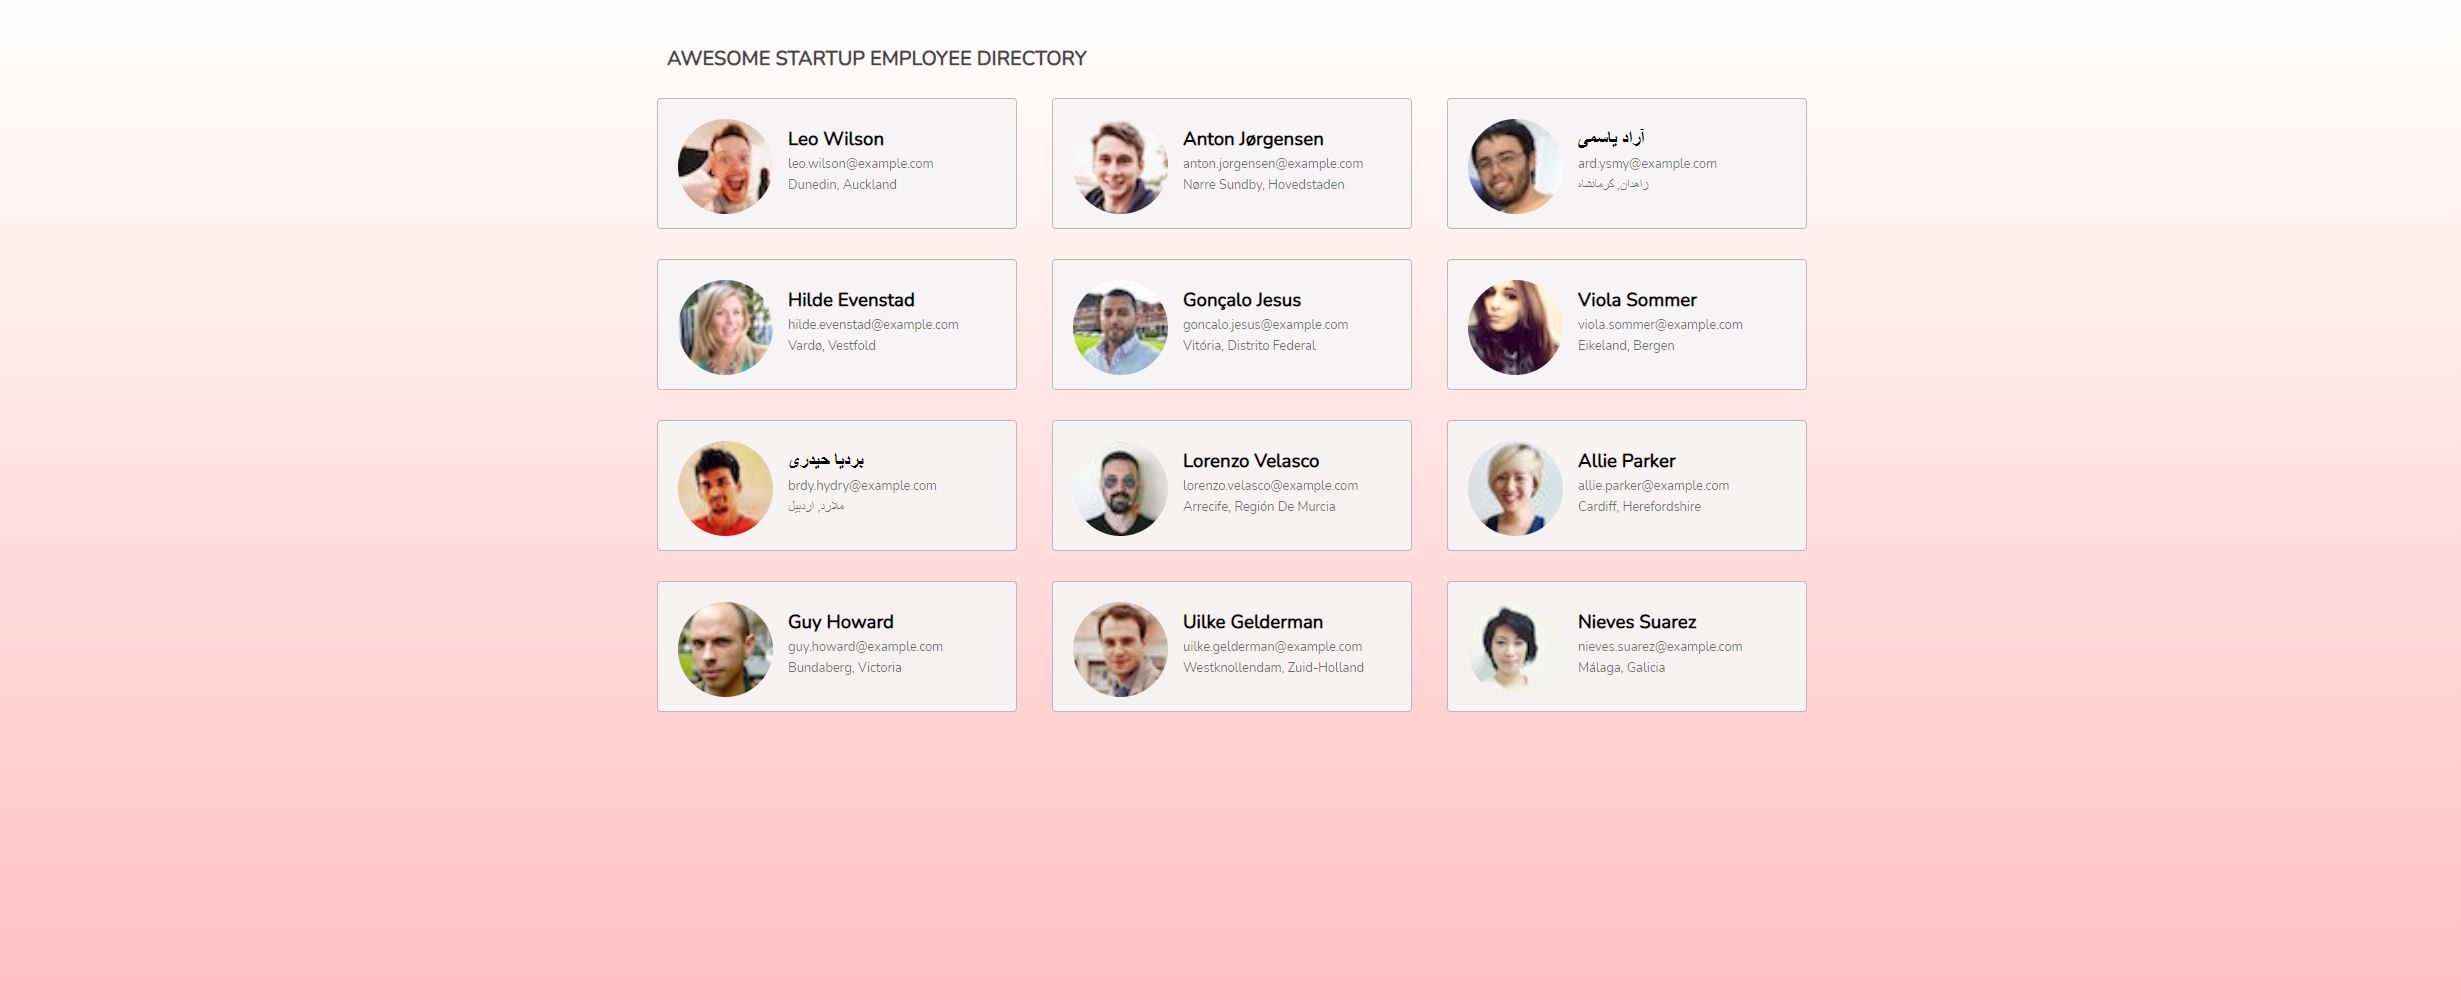 AWESOME STARTUP EMPLOYEE DIRECTORY
Leo Wilson
leo.wilson@example.com
Dunedin, Auckland
Anton Jørgensen
anton.jorgensen@example.com
Nørre Sundby, Hovedstaden
آراد یاسمی
ard.ysmy@example.com
زاهدان, کرمانشاه
Hilde Evenstad
hilde.evenstad@example.com
Vardø, Vestfold
Gonçalo Jesus
goncalo.jesus@example.com
Vitória, Distrito Federal
Viola Sommer
viola.sommer@example.com
Eikeland, Bergen
بردیا حیدری
brdy.hydry@example.com
ملارد, اردبیل
Lorenzo Velasco
lorenzo.velasco@example.com
Arrecife, Región De Murcia
Allie Parker
allie.parker@example.com
Cardiff, Herefordshire
Guy Howard
guy.howard@example.com
Bundaberg, Victoria
Uilke Gelderman
uilke.gelderman@example.com
Westknollendam, Zuid-Holland
Nieves Suarez
nieves.suarez@example.com
Málaga, Galicia